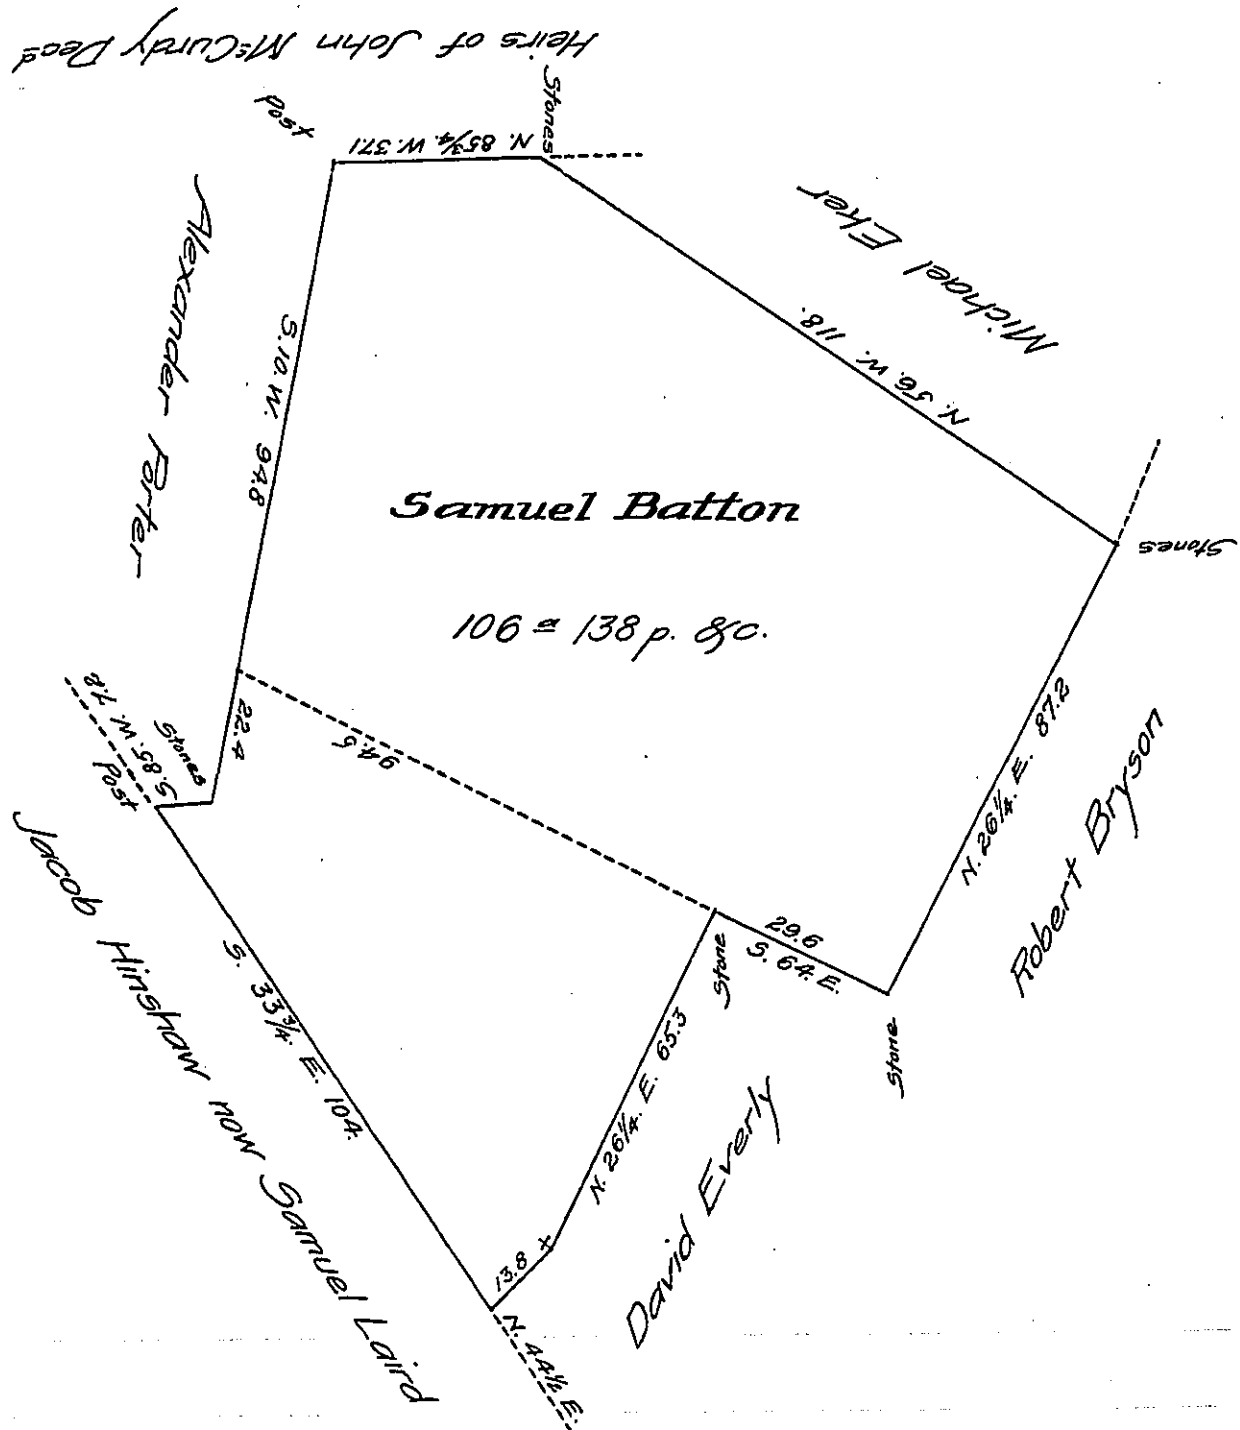 Heirs of John McCurdy Decd
Post
Stones
N. 85¾. W. 37.1
Michael Eker
N. 56. W. 118.
Alexander Porter
S. 10. W. 94.8
Samuel Batton
106 a 138 p. &c.
Stones
N. 26¼. E. 87.2
Robert Bryson
22.4
94.5
S. 85. W. 7.8
Stones
Post
Jacob Hinshaw now Samuel Laird
S. 33¾. E. 104.
29.6
S. 64. E.
Stone
Stone
N. 26¼. E. 65.3
David Everly
13.8
N. 44½ E.